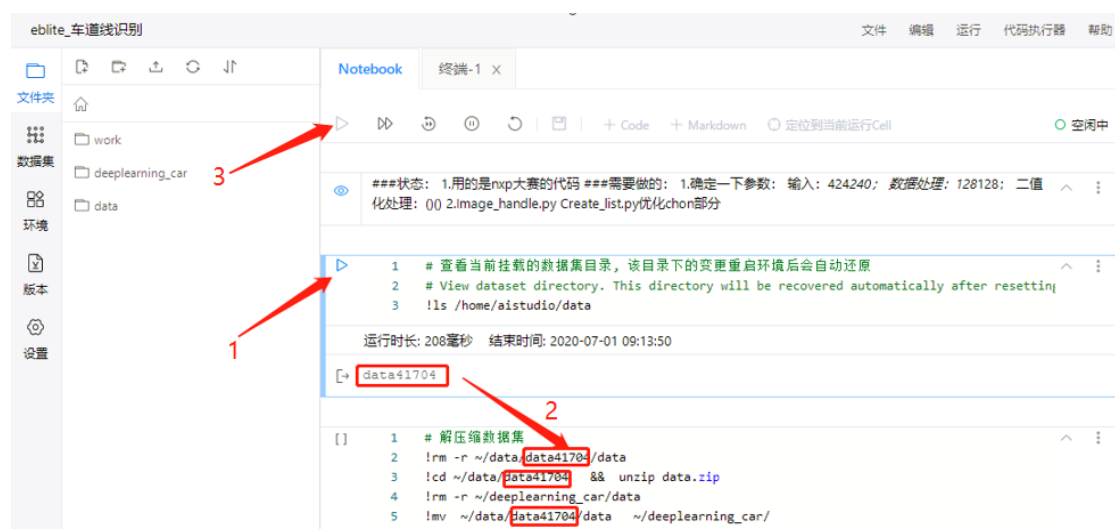 eblite_车道线识别
文件 编辑 运行 代码执行器 帮助
文件夹
数据集
环境
版本
设置
work
deeplearning_car
data
Notebook 终端-1 ×
+ Code + Markdown 定位到当前运行Cell
空闲中
3
###状态： 1.用的是nxp大赛的代码 ###需要做的： 1.确定一下参数： 输入：424240； 数据处理：128128； 二值
化处理：()() 2.Image_handle.py Create_list.py优化chon部分
1 # 查看当前挂载的数据集目录, 该目录下的变更重启环境后会自动还原
2 # View dataset directory. This directory will be recovered automatically after resetting
3 !ls /home/aistudio/data
1
运行时长: 208毫秒 结束时间: 2020-07-01 09:13:50
data41704
2
[ ]
1 # 解压缩数据集
2 !rm -r ~/data/data41704/data
3 !cd ~/data/data41704 && unzip data.zip
4 !rm -r ~/deeplearning_car/data
5 !mv ~/data/data41704/data ~/deeplearning_car/